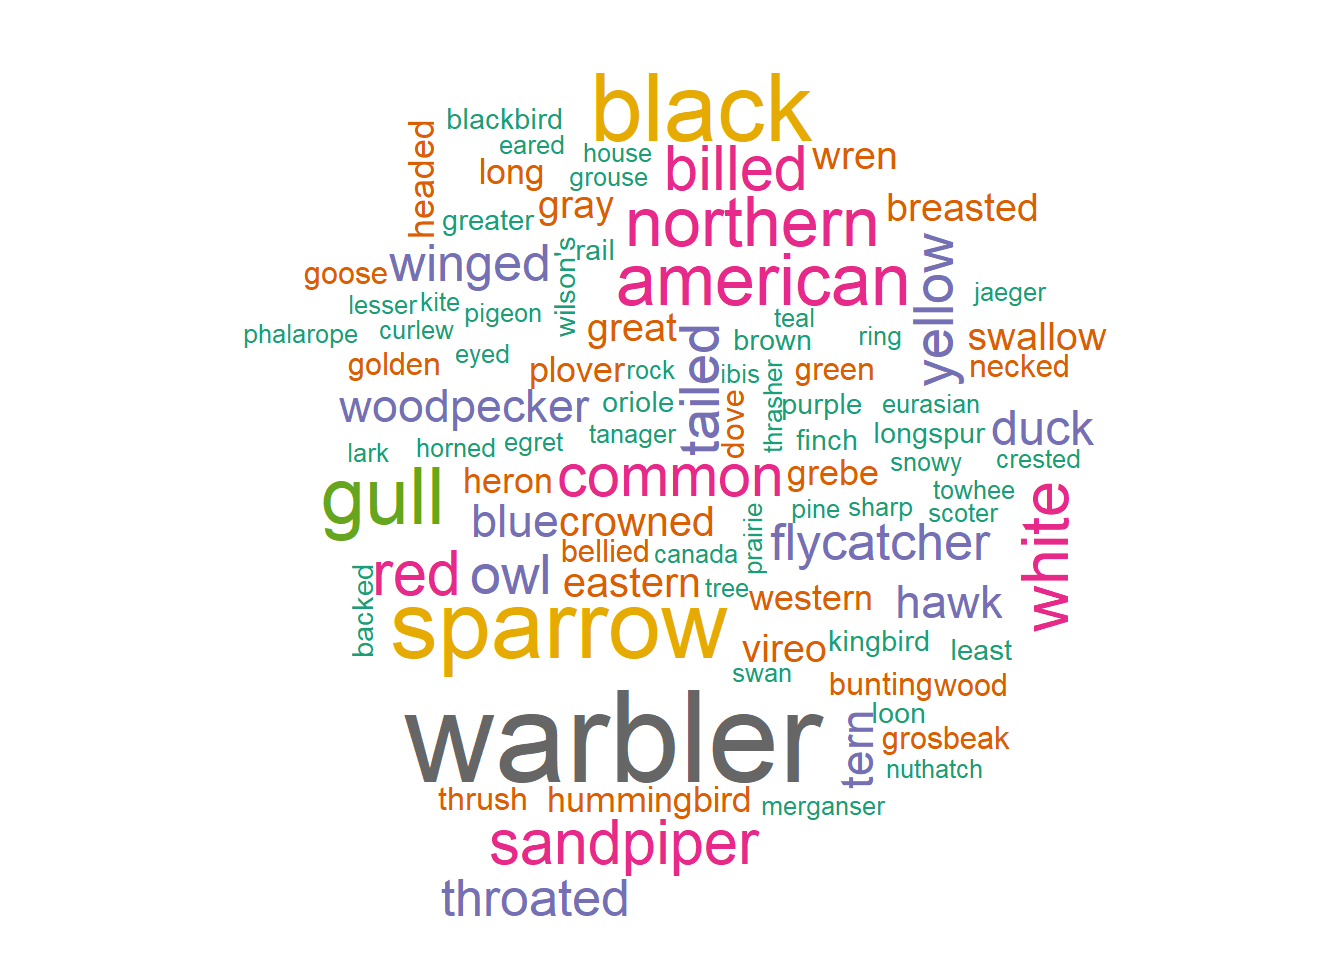 black
blackbird
eared
house
headed
long
grouse
billed
wren
gray
greater
northern
breasted
winged
wilson's
rail
american
yellow
goose
jaeger
lesser
kite
pigeon
great
teal
phalarope
curlew
tailed
brown
ring
swallow
golden
eyed
plover
rock
ibis
thrasher
green
necked
woodpecker
oriole
dove
purple
eurasian
duck
lark
horned
egret
tanager
finch
longspur
gull
heron
common
grebe
snowy
crested
towhee
white
blue
crowned
prairie
pine
sharp
scoter
flycatcher
red
owl
bellied
canada
backed
eastern
tree
western
hawk
sparrow
vireo
kingbird
least
swan
bunting
wood
warbler
tern
loon
grosbeak
nuthatch
thrush
hummingbird
merganser
sandpiper
throated